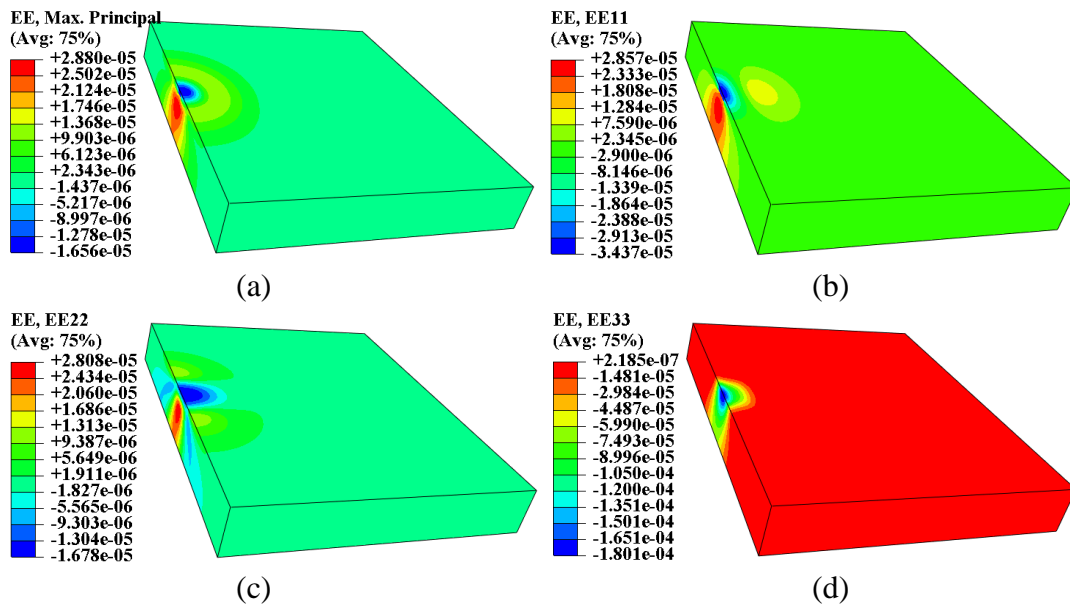 EE, Max. Principal
(Avg: 75%)
+2.880e-05
+2.502e-05
+2.124e-05
+1.746e-05
+1.368e-05
+9.903e-06
+6.123e-06
+2.343e-06
-1.437e-06
-5.217e-06
-8.997e-06
-1.278e-05
-1.656e-05
(a)
EE, EE11
(Avg: 75%)
+2.857e-05
+2.333e-05
+1.808e-05
+1.284e-05
+7.590e-06
+2.345e-06
-2.900e-06
-8.146e-06
-1.339e-05
-1.864e-05
-2.388e-05
-2.913e-05
-3.437e-05
(b)
EE, EE22
(Avg: 75%)
+2.808e-05
+2.434e-05
+2.060e-05
+1.686e-05
+1.313e-05
+9.387e-06
+5.649e-06
+1.911e-06
-1.827e-06
-5.565e-06
-9.303e-06
-1.304e-05
-1.678e-05
(c)
EE, EE33
(Avg: 75%)
+2.185e-07
-1.481e-05
-2.984e-05
-4.487e-05
-5.990e-05
-7.493e-05
-8.996e-05
-1.050e-04
-1.200e-04
-1.351e-04
-1.501e-04
-1.651e-04
-1.801e-04
(d)